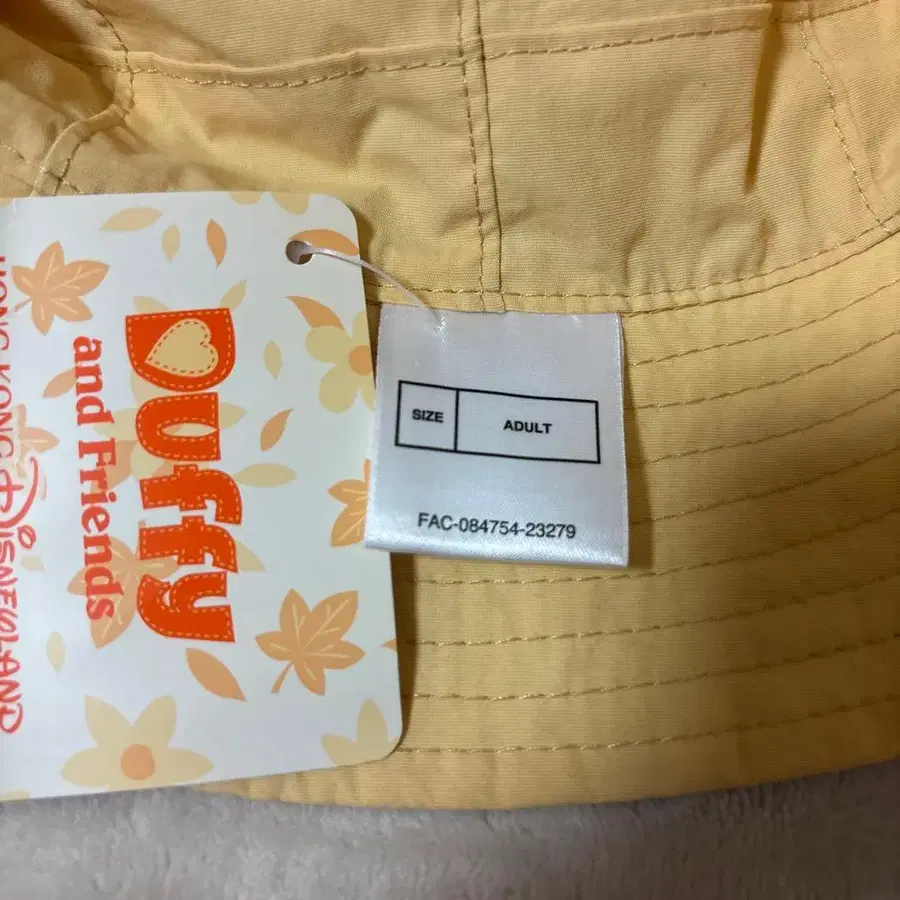 Duffy
and Friends
HONG KONG DISNEYLAND
SIZE
ADULT
FAC-084754-23279